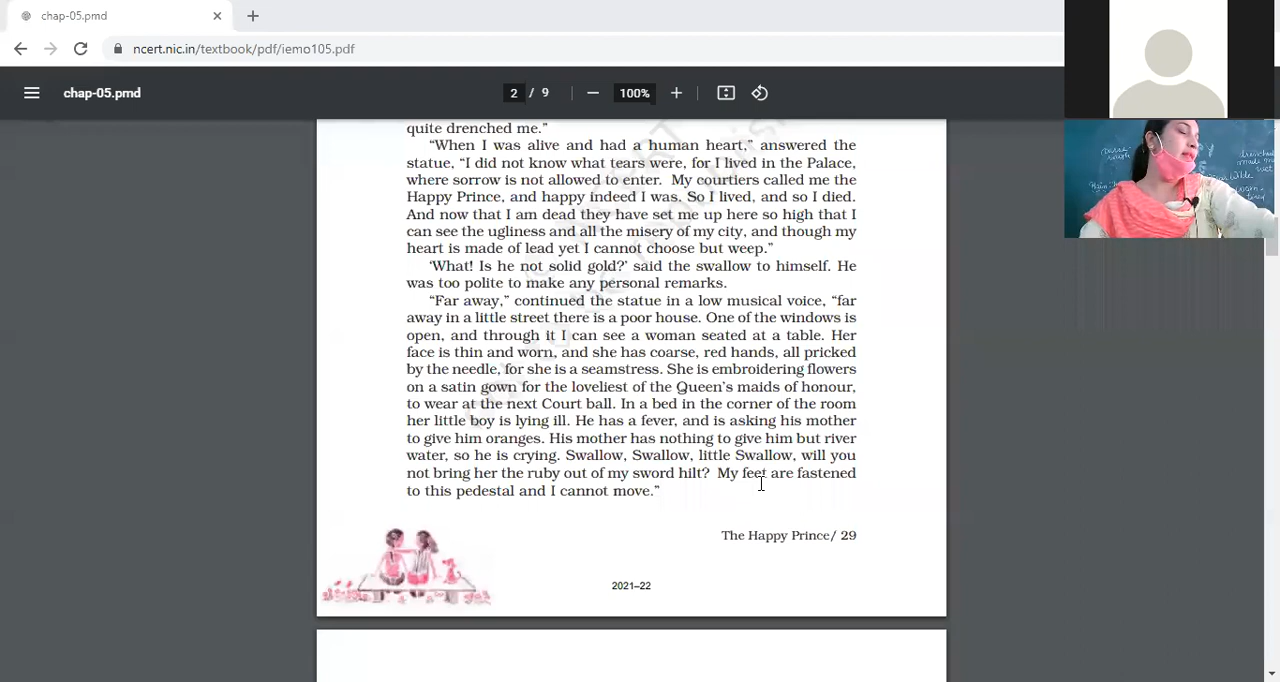 chap-05.pmd
ncert.nic.in/textbook/pdf/iemo105.pdf
chap-05.pmd
2 / 9
100%
quite drenched me."
"When I was alive and had a human heart," answered the
statue, "I did not know what tears were, for I lived in the Palace,
where sorrow is not allowed to enter. My courtiers called me the
Happy Prince, and happy indeed I was. So I lived, and so I died.
And now that I am dead they have set me up here so high that I
can see the ugliness and all the misery of my city, and though my
heart is made of lead yet I cannot choose but weep."
'What! Is he not solid gold?' said the swallow to himself. He
was too polite to make any personal remarks.
"Far away," continued the statue in a low musical voice, "far
away in a little street there is a poor house. One of the windows is
open, and through it I can see a woman seated at a table. Her
face is thin and worn, and she has coarse, red hands, all pricked
by the needle, for she is a seamstress. She is embroidering flowers
on a satin gown for the loveliest of the Queen's maids of honour,
to wear at the next Court ball. In a bed in the corner of the room
her little boy is lying ill. He has a fever, and is asking his mother
to give him oranges. His mother has nothing to give him but river
water, so he is crying. Swallow, Swallow, little Swallow, will you
not bring her the ruby out of my sword hilt? My feet are fastened
to this pedestal and I cannot move."
The Happy Prince/ 29
2021–22